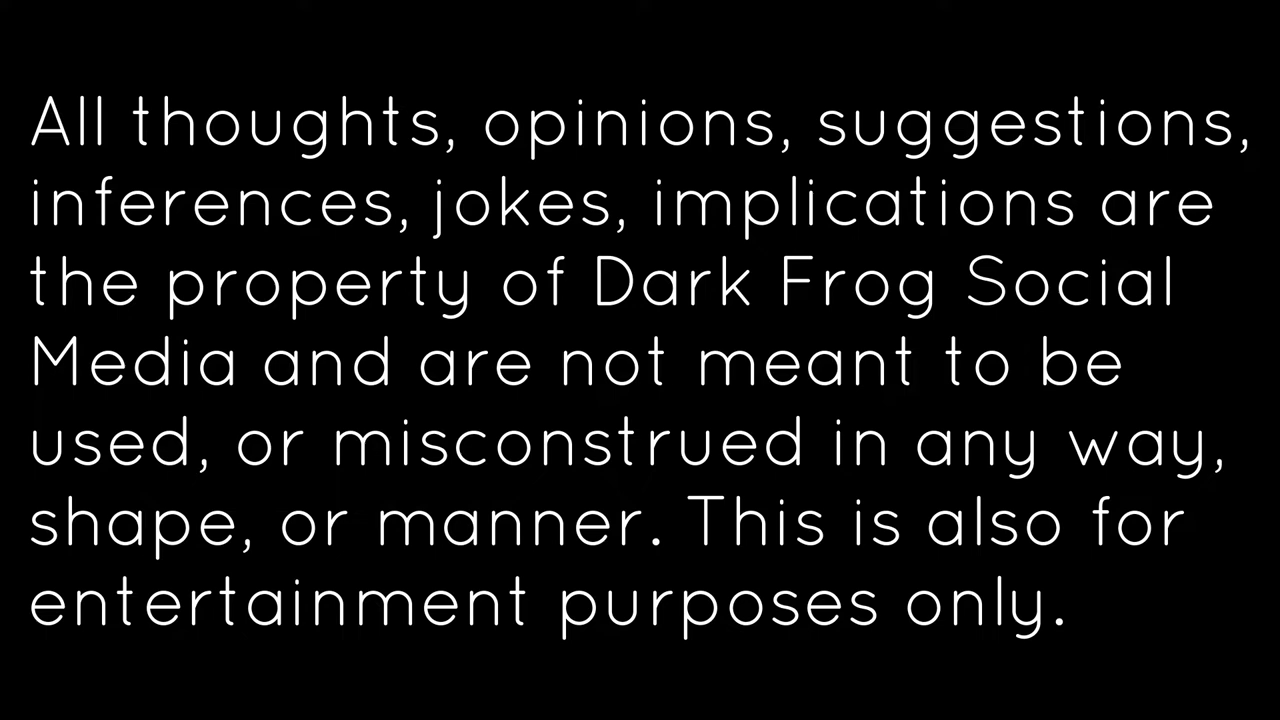 All thoughts, opinions, suggestions,
inferences, jokes, implications are
the property of Dark Frog Social
Media and are not meant to be
used, or misconstrued in any way,
shape, or manner. This is also for
entertainment purposes only.